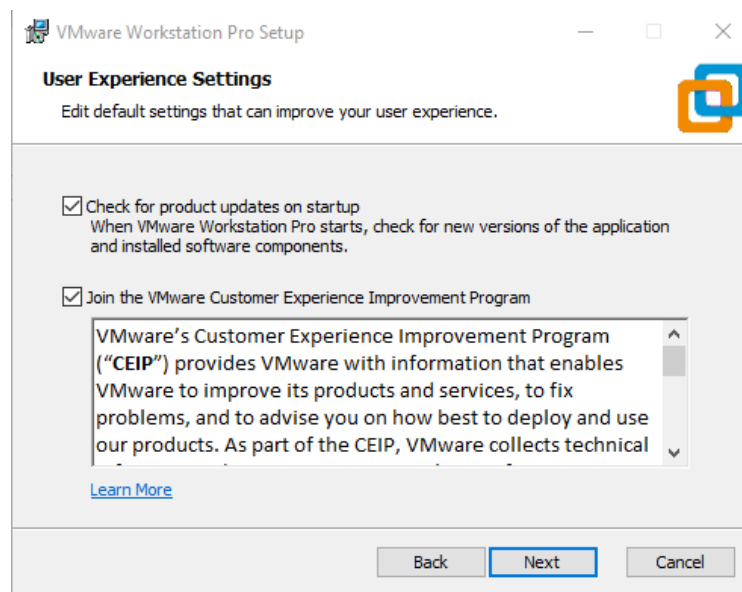 VMware Workstation Pro Setup
User Experience Settings
Edit default settings that can improve your user experience.
Check for product updates on startup
When VMware Workstation Pro starts, check for new versions of the application
and installed software components.
Join the VMware Customer Experience Improvement Program
VMware’s Customer Experience Improvement Program
(“CEIP”) provides VMware with information that enables
VMware to improve its products and services, to fix
problems, and to advise you on how best to deploy and use
our products. As part of the CEIP, VMware collects technical
Learn More
Back
Next
Cancel